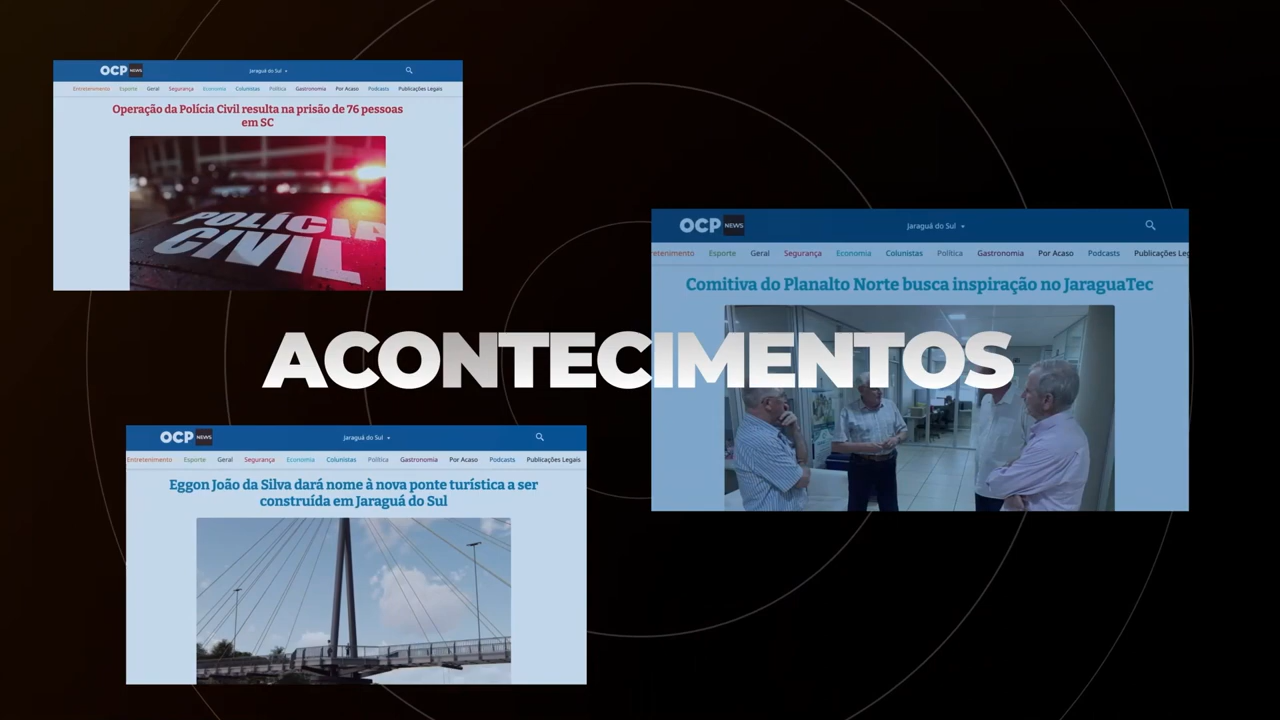 OCP NEWS
Jaraguá do Sul
Entretenimento Esporte Geral Segurança Economia Colunistas Política Gastronomia Por Acaso Podcasts Publicações Legais
Operação da Polícia Civil resulta na prisão de 76 pessoas
em SC
POLÍCIA
CIVIL
OCP NEWS
Jaraguá do Sul
retenimento Esporte Geral Segurança Economia Colunistas Política Gastronomia Por Acaso Podcasts Publicações Leg
Comitiva do Planalto Norte busca inspiração no JaraguaTec
ACONTECIMENTOS
OCP NEWS
Jaraguá do Sul
Entretenimento Esporte Geral Segurança Economia Colunistas Política Gastronomia Por Acaso Podcasts Publicações Legais
Eggon João da Silva dará nome à nova ponte turística a ser
construída em Jaraguá do Sul